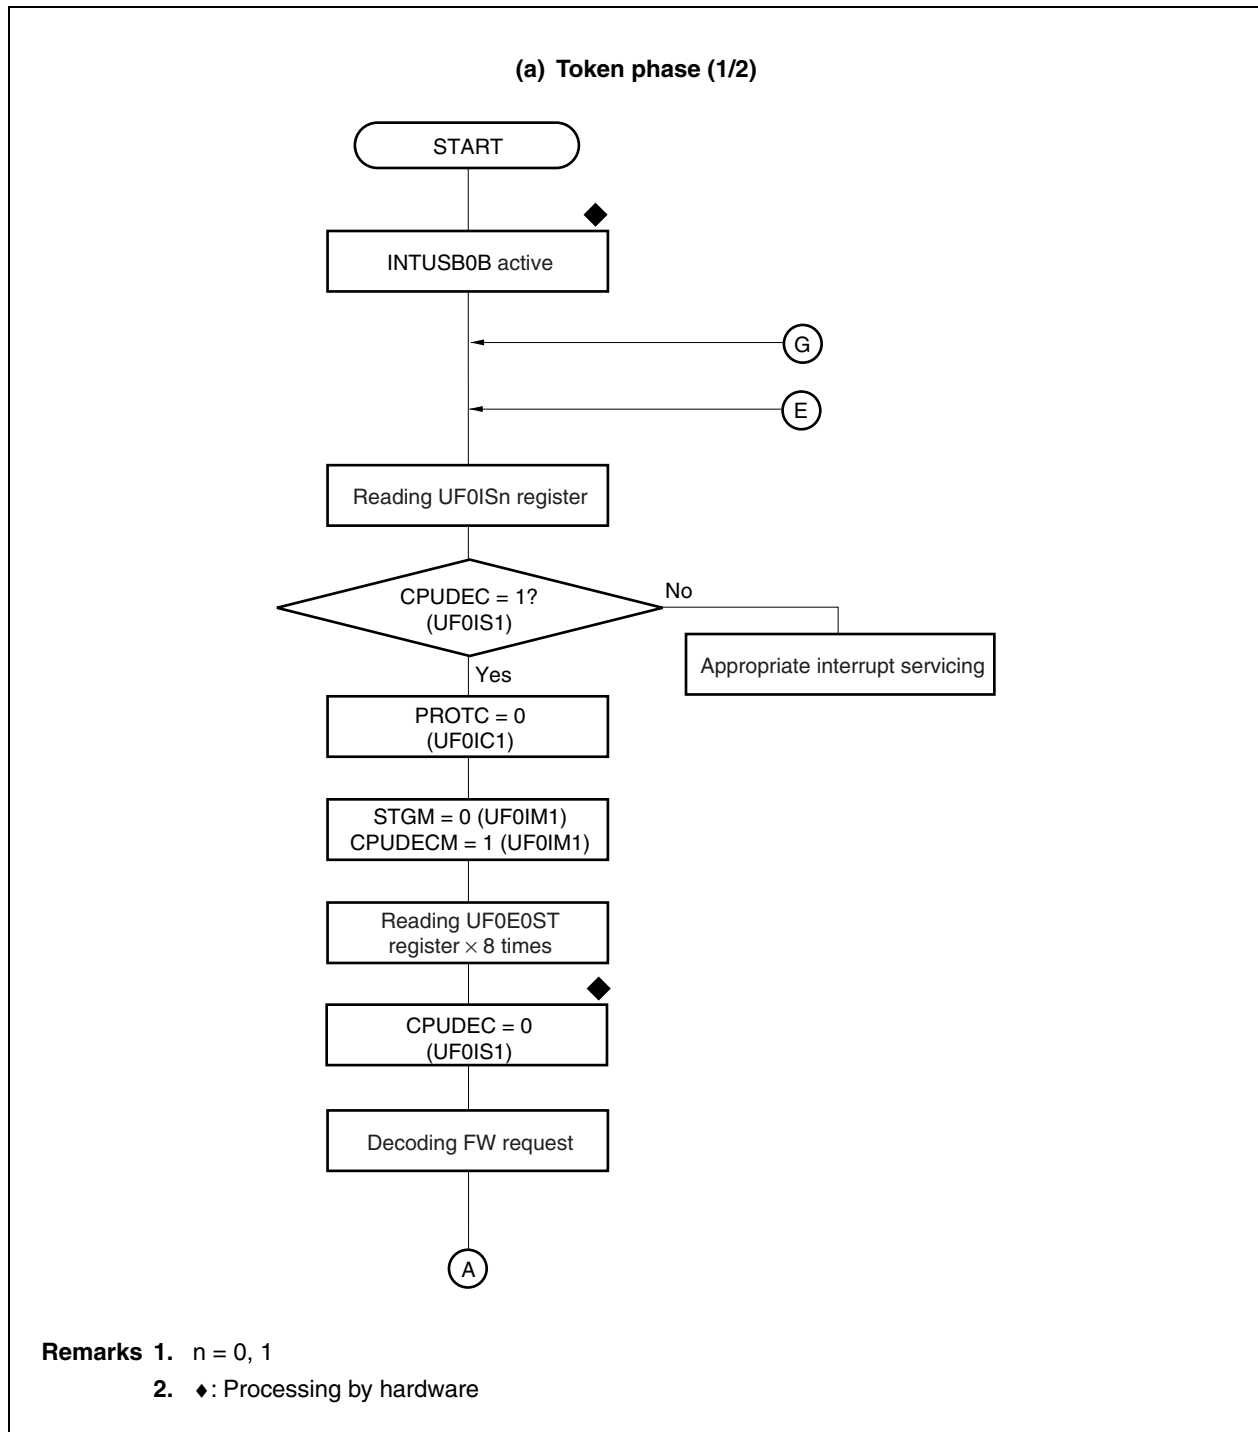 (a) Token phase (1/2)
START
INTUSB0B active
G
E
Reading UF0ISn register
CPUDEC = 1?
(UF0IS1)
No
Appropriate interrupt servicing
Yes
PROTC = 0
(UF0IC1)
STGM = 0 (UF0IM1)
CPUDECM = 1 (UF0IM1)
Reading UF0E0ST
register × 8 times
CPUDEC = 0
(UF0IS1)
Decoding FW request
A
Remarks 1. n = 0, 1
2. ♦: Processing by hardware